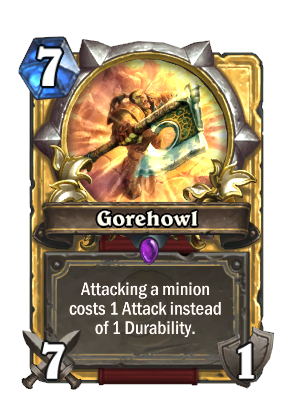 7
Gorehowl
Attacking a minion
costs 1 Attack instead
of 1 Durability.
7
1